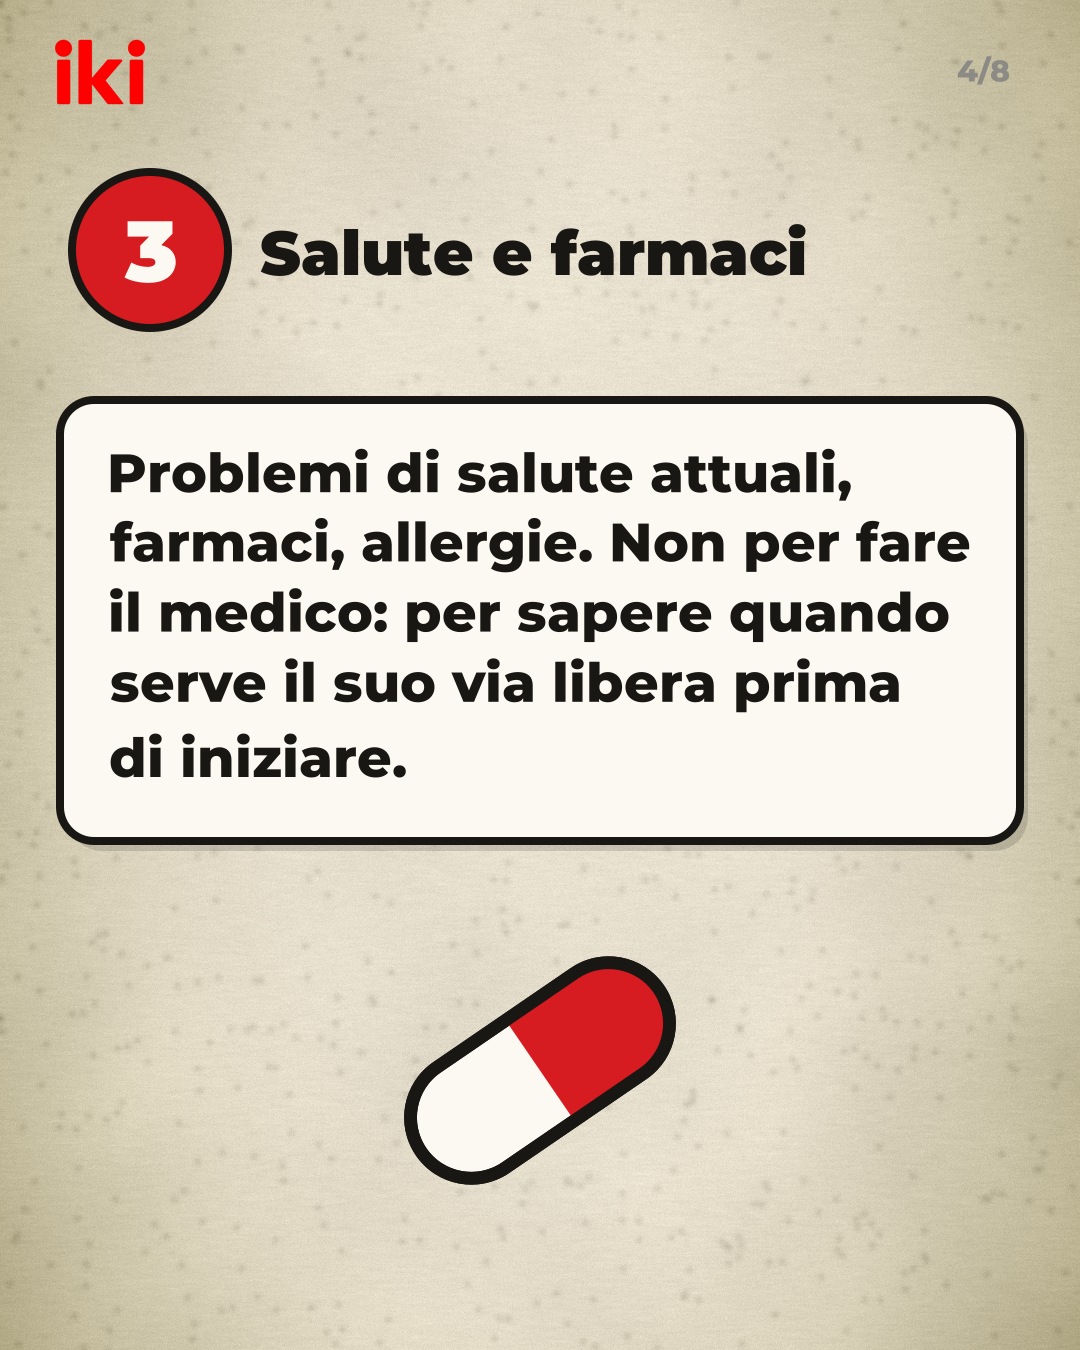 iki
4/8
3
Salute e farmaci
Problemi di salute attuali,
farmaci, allergie. Non per fare
il medico: per sapere quando
serve il suo via libera prima
di iniziare.